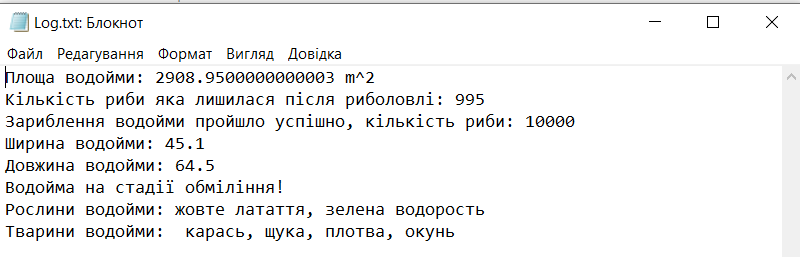 Log.txt: Блокнот
Файл Редагування Формат Вигляд Довідка
Площа водойми: 2908.9500000000003 m^2
Кількість риби яка лишилася після риболовлі: 995
Зариблення водойми пройшло успішно, кількість риби: 10000
Ширина водойми: 45.1
Довжина водойми: 64.5
Водойма на стадії обміління!
Рослини водойми: жовте латаття, зелена водорость
Тварини водойми:  карась, щука, плотва, окунь